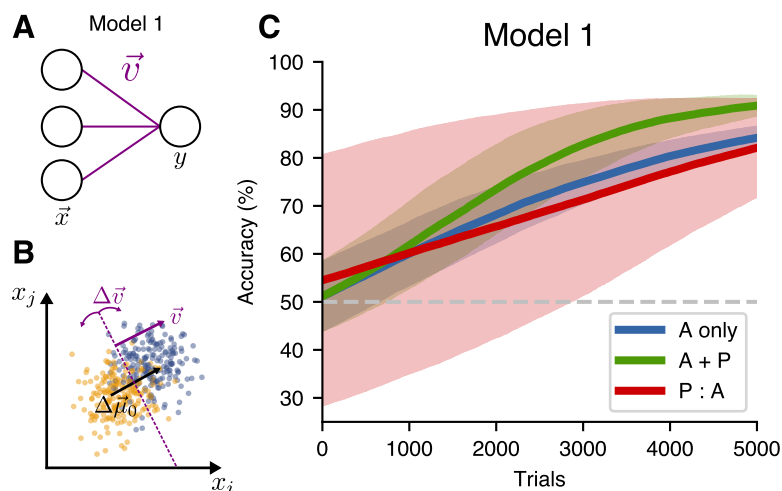 A
Model 1
v⃗
y
x⃗
B
x_j
Δv⃗
v⃗
Δμ⃗₀
x_i
C
Model 1
Accuracy (%)
100
90
80
70
60
50
40
30
A only
A + P
P : A
0
1000
2000
3000
4000
5000
Trials